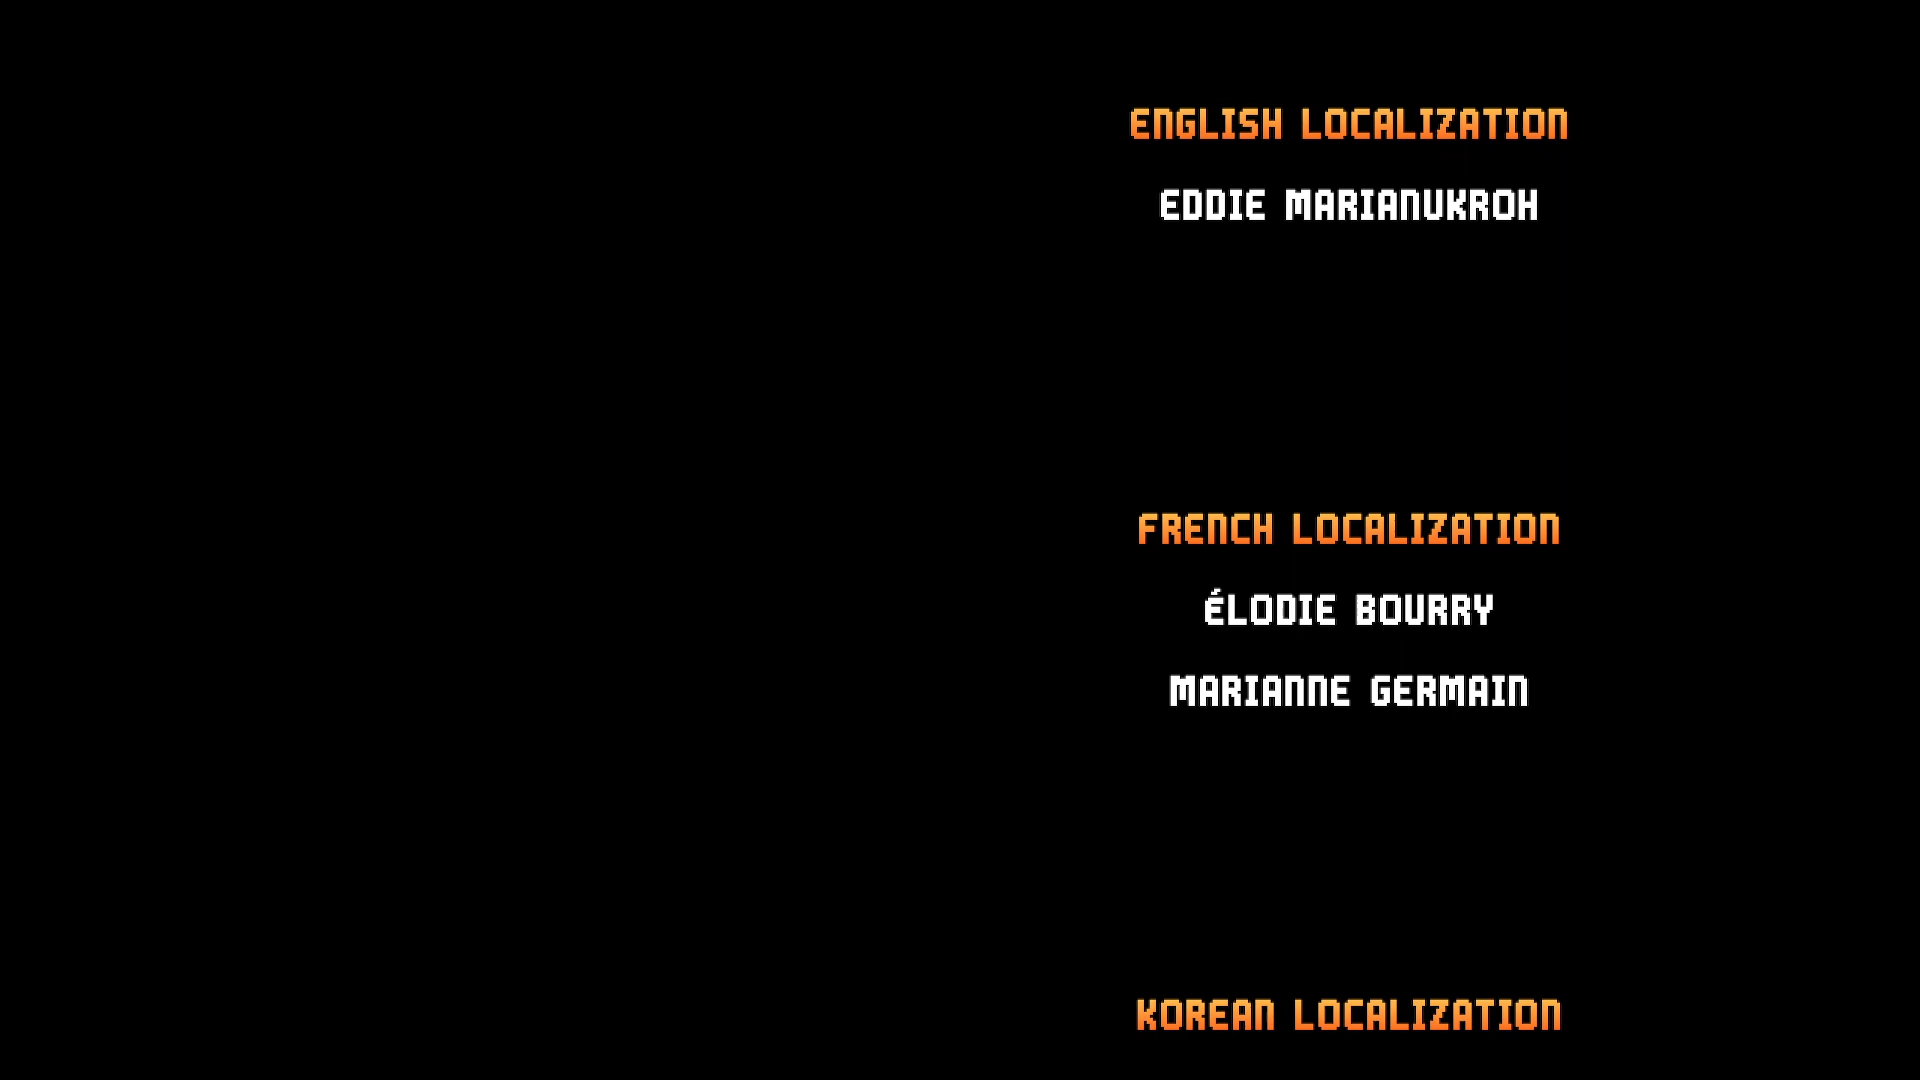 ENGLISH LOCALIZATION
EDDIE MARIANUKROH
FRENCH LOCALIZATION
ÉLODIE BOURRY
MARIANNE GERMAIN
KOREAN LOCALIZATION